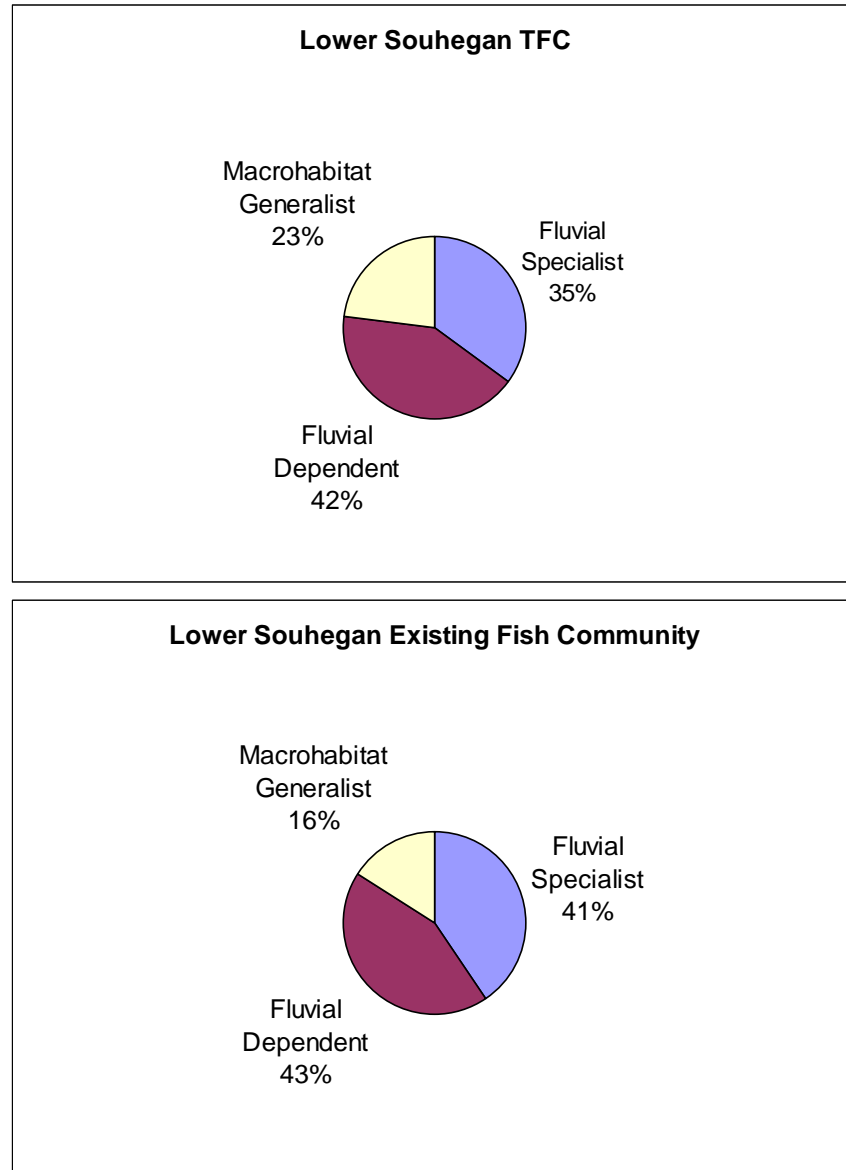 Lower Souhegan TFC
Macrohabitat
Generalist
23%
Fluvial
Specialist
35%
Fluvial
Dependent
42%
Lower Souhegan Existing Fish Community
Macrohabitat
Generalist
16%
Fluvial
Specialist
41%
Fluvial
Dependent
43%